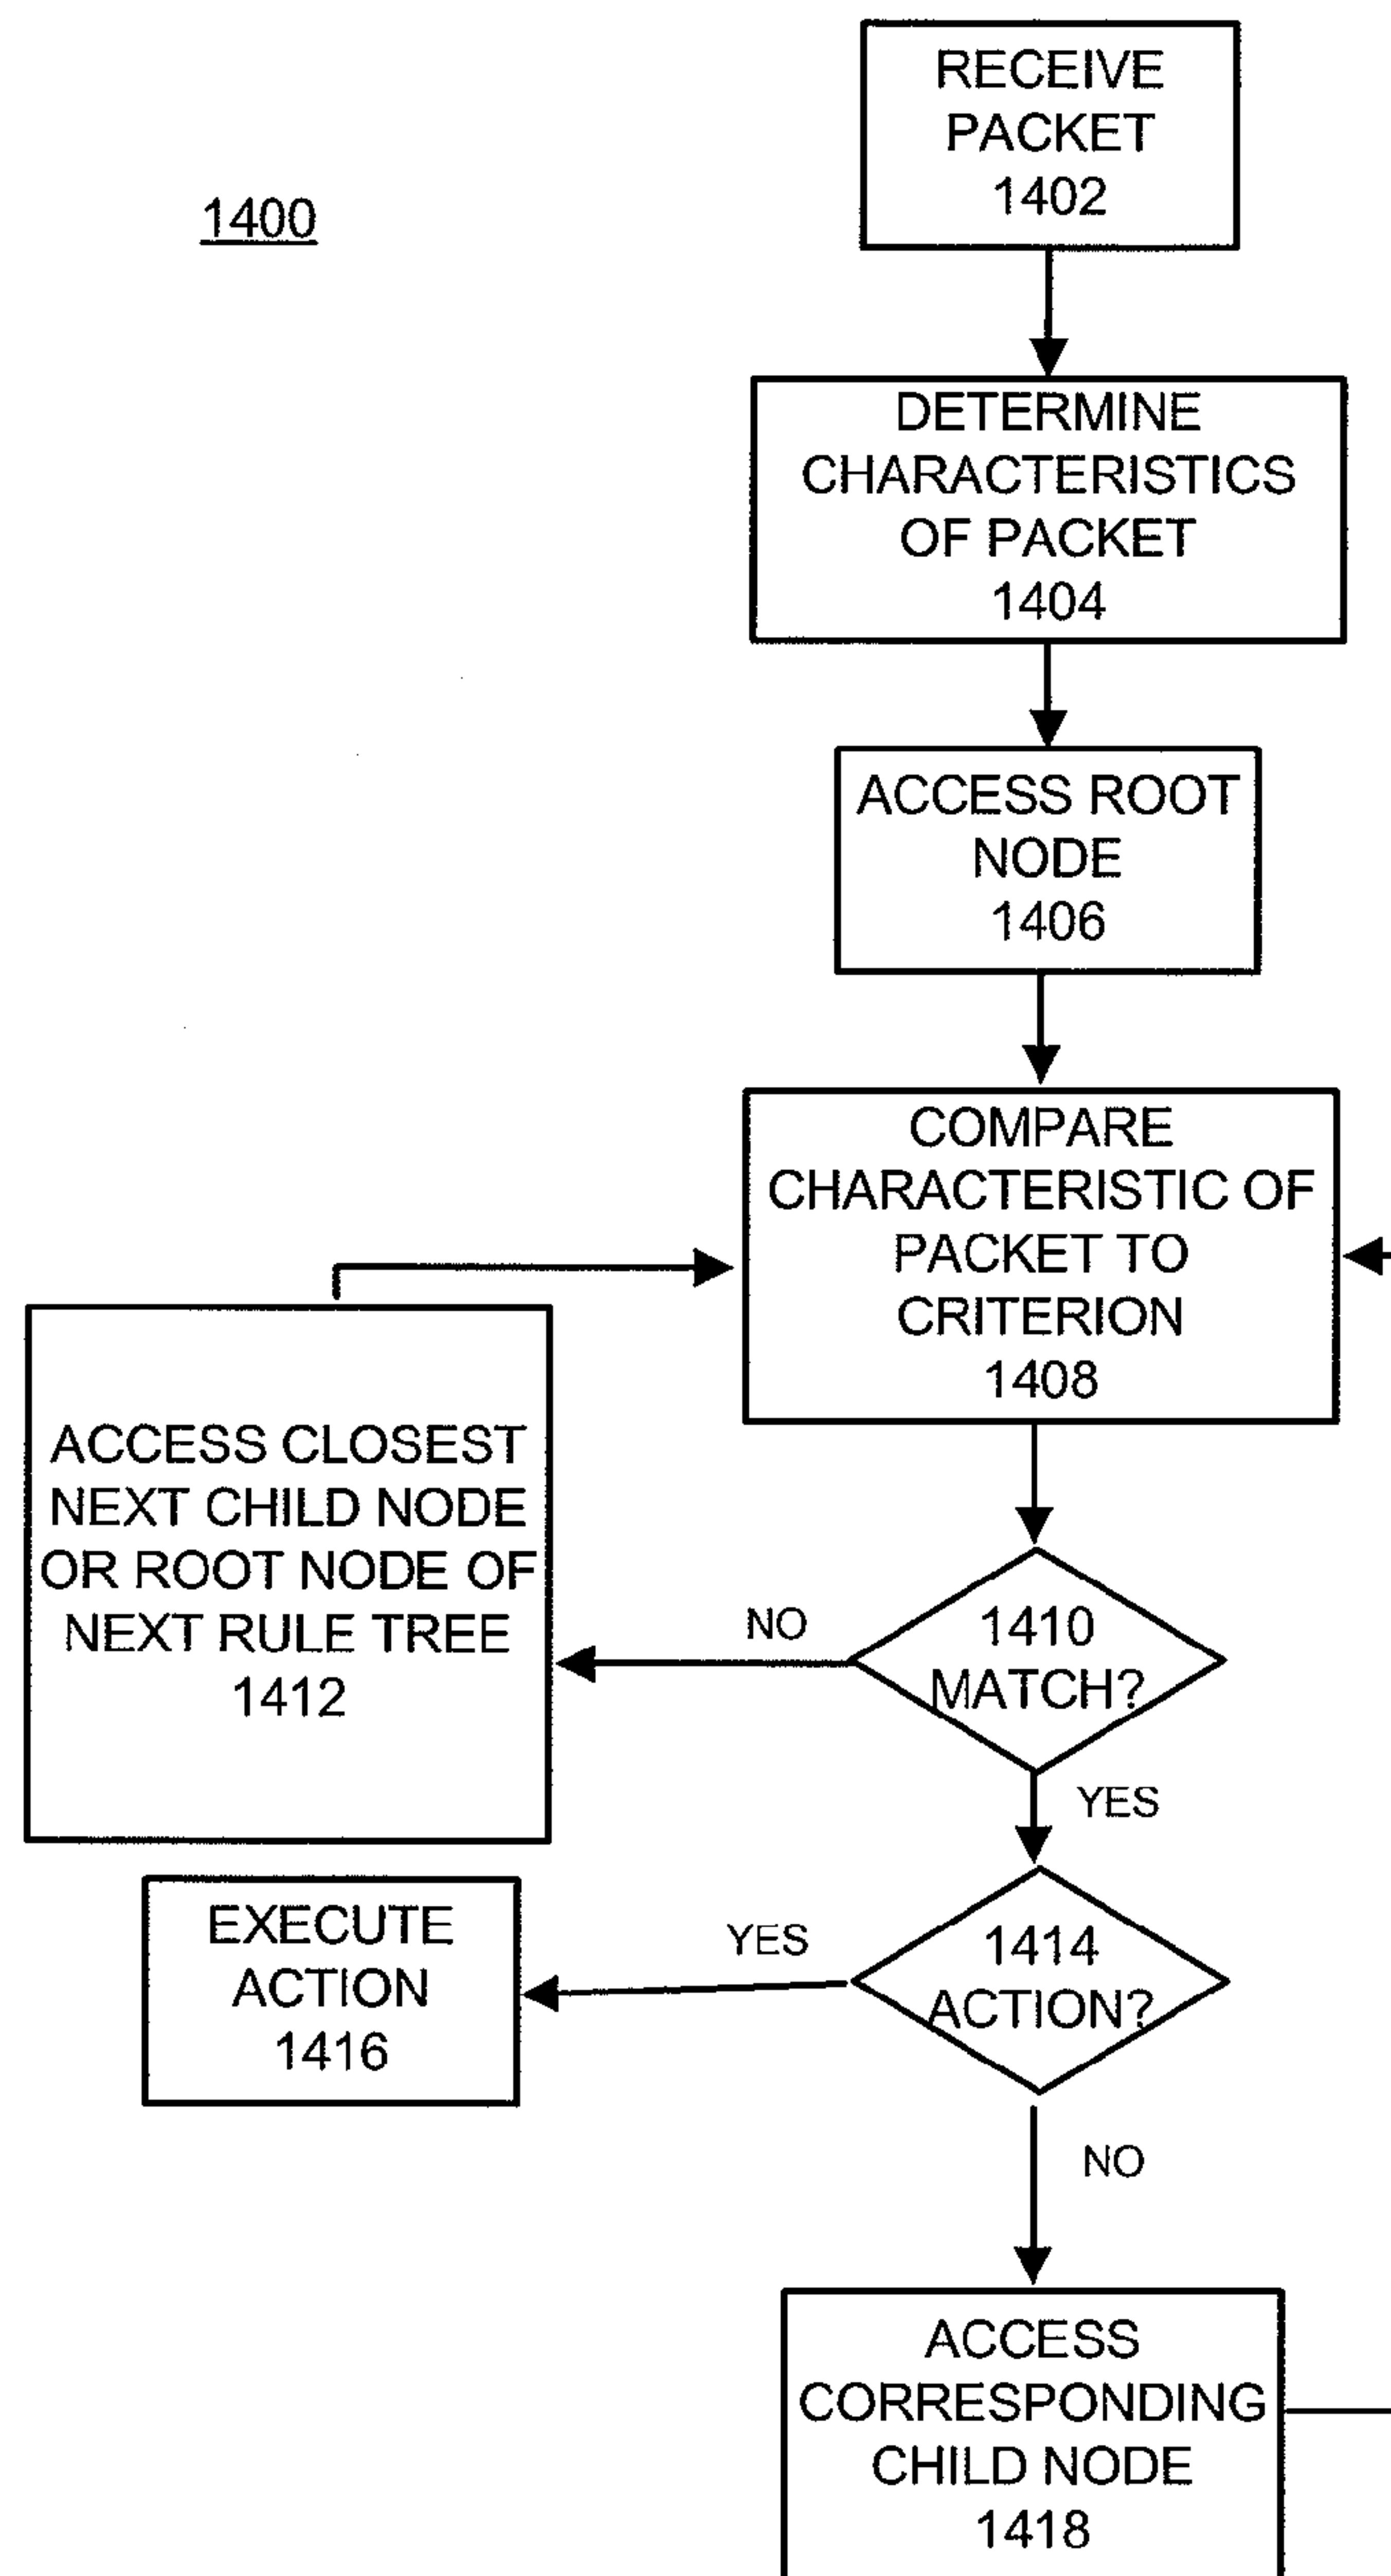 RECEIVE
PACKET
1402
1400
DETERMINE
CHARACTERISTICS
OF PACKET
1404
ACCESS ROOT
NODE
1406
COMPARE
CHARACTERISTIC OF
PACKET TO
CRITERION
1408
ACCESS CLOSEST
NEXT CHILD NODE
OR ROOT NODE OF
NEXT RULE TREE
1412
NO
1410
MATCH?
YES
EXECUTE
ACTION
1416
YES
1414
ACTION?
NO
ACCESS
CORRESPONDING
CHILD NODE
1418